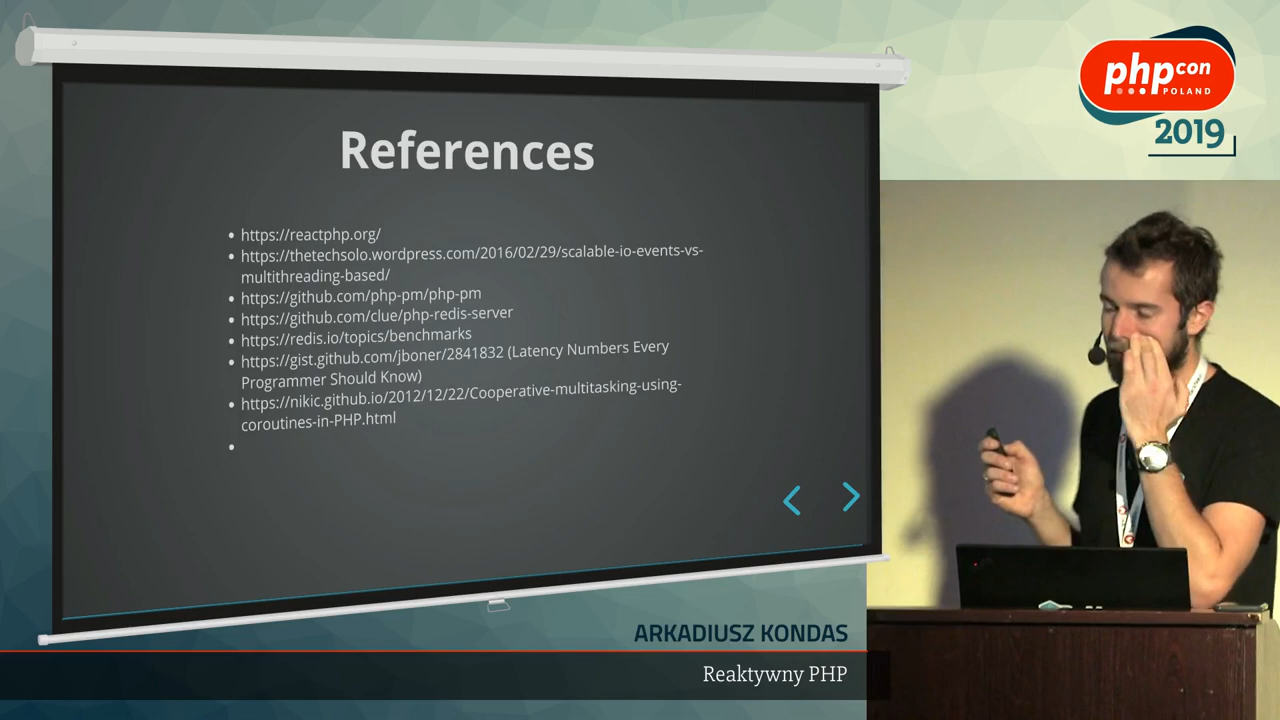 References
https://reactphp.org/
https://thetechsolo.wordpress.com/2016/02/29/scalable-io-events-vs-
multithreading-based/
https://github.com/php-pm/php-pm
https://github.com/clue/php-redis-server
https://redis.io/topics/benchmarks
https://gist.github.com/jboner/2841832 (Latency Numbers Every
Programmer Should Know)
https://nikic.github.io/2012/12/22/Cooperative-multitasking-using-
coroutines-in-PHP.html
phpcon
POLAND
2019
ARKADIUSZ KONDAS
Reaktywny PHP